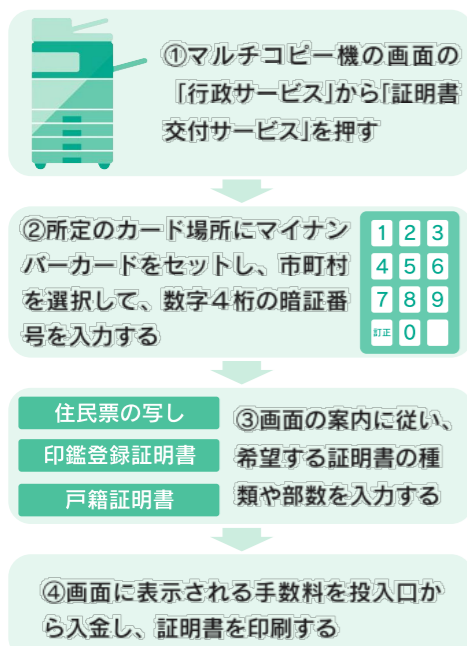 ①マルチコピー機の画面の
「行政サービス」から「証明書
交付サービス」を押す
②所定のカード場所にマイナン
バーカードをセットし、市町村
を選択して、数字４桁の暗証番
号を入力する
1 2 3
4 5 6
7 8 9
訂正 0
住民票の写し
印鑑登録証明書
戸籍証明書
③画面の案内に従い、
希望する証明書の種
類や部数を入力する
④画面に表示される手数料を投入口か
ら入金し、証明書を印刷する